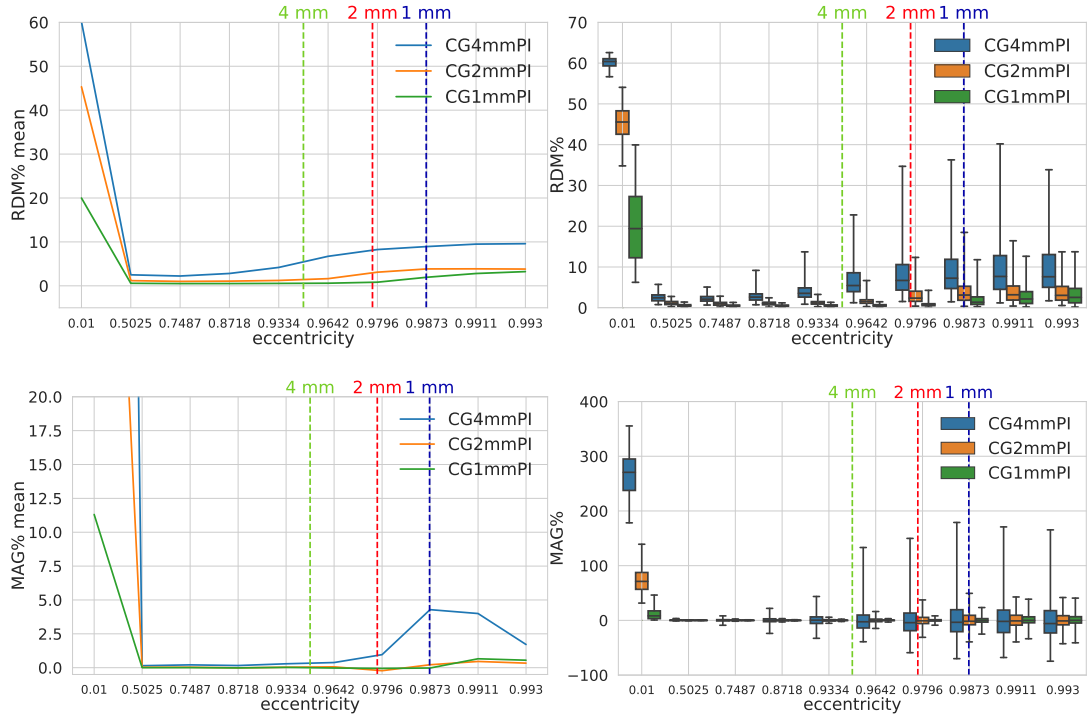 4 mm 2 mm 1 mm
60
50
40
30
20
10
0
RDM% mean
CG4mmPI
CG2mmPI
CG1mmPI
0.01 0.5025 0.7487 0.8718 0.9334 0.9642 0.9796 0.9873 0.9911 0.993
eccentricity
4 mm 2 mm 1 mm
70
60
50
40
30
20
10
0
RDM%
CG4mmPI
CG2mmPI
CG1mmPI
0.01 0.5025 0.7487 0.8718 0.9334 0.9642 0.9796 0.9873 0.9911 0.993
eccentricity
4 mm 2 mm 1 mm
20.0
17.5
15.0
12.5
10.0
7.5
5.0
2.5
0.0
MAG% mean
CG4mmPI
CG2mmPI
CG1mmPI
0.01 0.5025 0.7487 0.8718 0.9334 0.9642 0.9796 0.9873 0.9911 0.993
eccentricity
4 mm 2 mm 1 mm
400
300
200
100
0
−100
MAG%
CG4mmPI
CG2mmPI
CG1mmPI
0.01 0.5025 0.7487 0.8718 0.9334 0.9642 0.9796 0.9873 0.9911 0.993
eccentricity